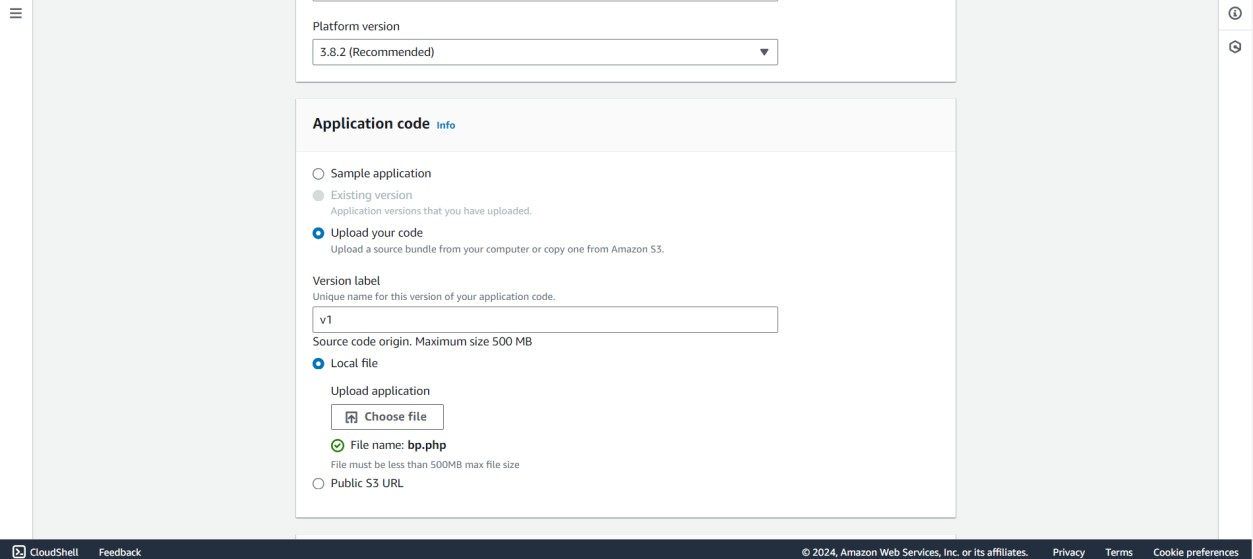 Platform version
3.8.2 (Recommended)
Application code Info
Sample application
Existing version
Application versions that you have uploaded.
Upload your code
Upload a source bundle from your computer or copy one from Amazon S3.
Version label
Unique name for this version of your application code.
v1
Source code origin. Maximum size 500 MB
Local file
Upload application
Choose file
File name: bp.php
File must be less than 500MB max file size
Public S3 URL
CloudShell Feedback © 2024, Amazon Web Services, Inc. or its affiliates. Privacy Terms Cookie preferences